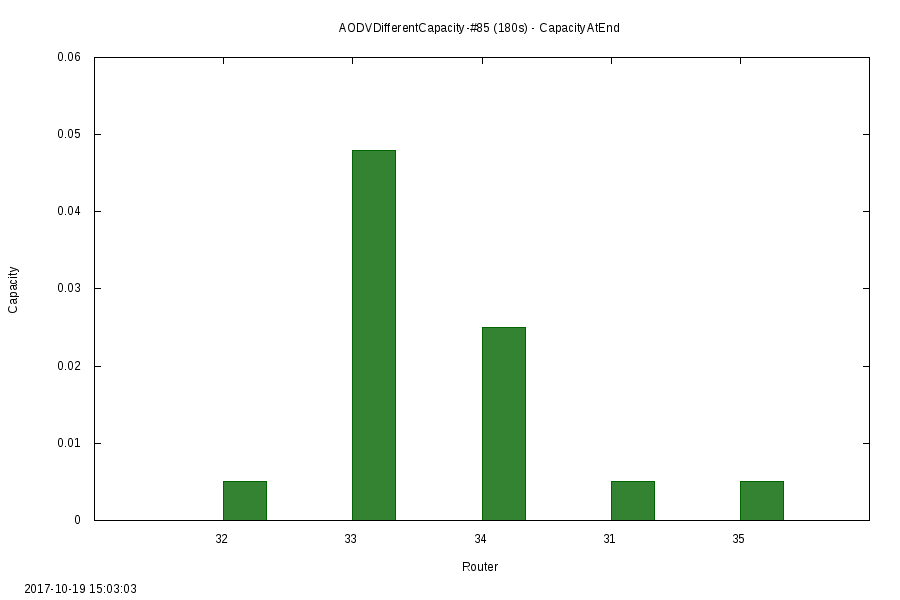 AODVDifferentCapacity-#85 (180s) - CapacityAtEnd
0.06
0.05
0.04
0.03
0.02
0.01
0
Capacity
32 33 34 31 35
Router
2017-10-19 15:03:03